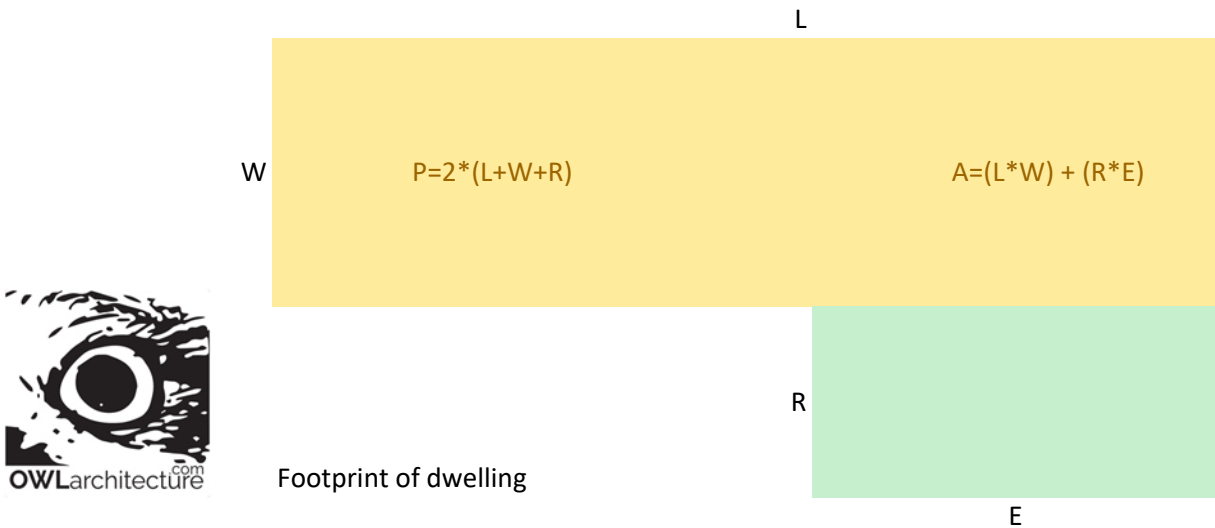 L
W
P=2*(L+W+R)
A=(L*W) + (R*E)
R
OWLarchitecture.com
Footprint of dwelling
E